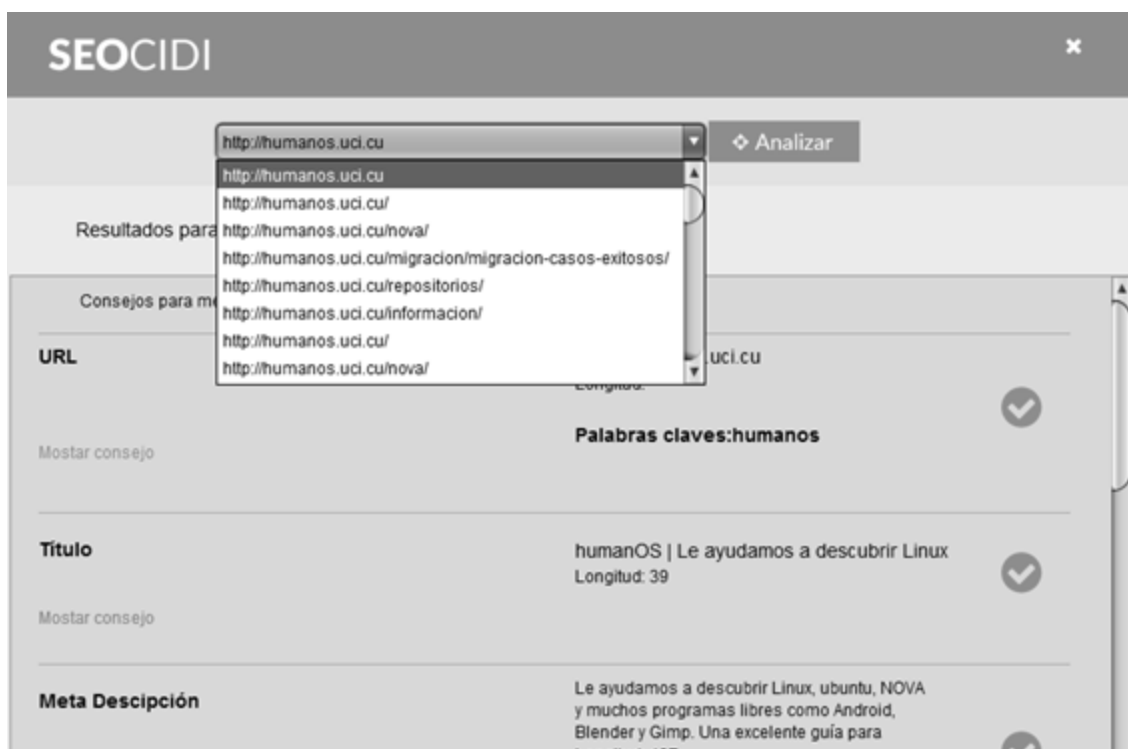 SEOCIDI
http://humanos.uci.cu
Analizar
http://humanos.uci.cu
http://humanos.uci.cu/
Resultados para
http://humanos.uci.cu/nova/
http://humanos.uci.cu/migracion/migracion-casos-exitosos/
http://humanos.uci.cu/repositorios/
Consejos para me
http://humanos.uci.cu/informacion/
http://humanos.uci.cu/
URL
.uci.cu
http://humanos.uci.cu/nova/
Longitud:
Palabras claves:humanos
Mostar consejo
Título
humanOS | Le ayudamos a descubrir Linux
Longitud: 39
Mostar consejo
Meta Descipción
Le ayudamos a descubrir Linux, ubuntu, NOVA
y muchos programas libres como Android,
Blender y Gimp. Una excelente guía para